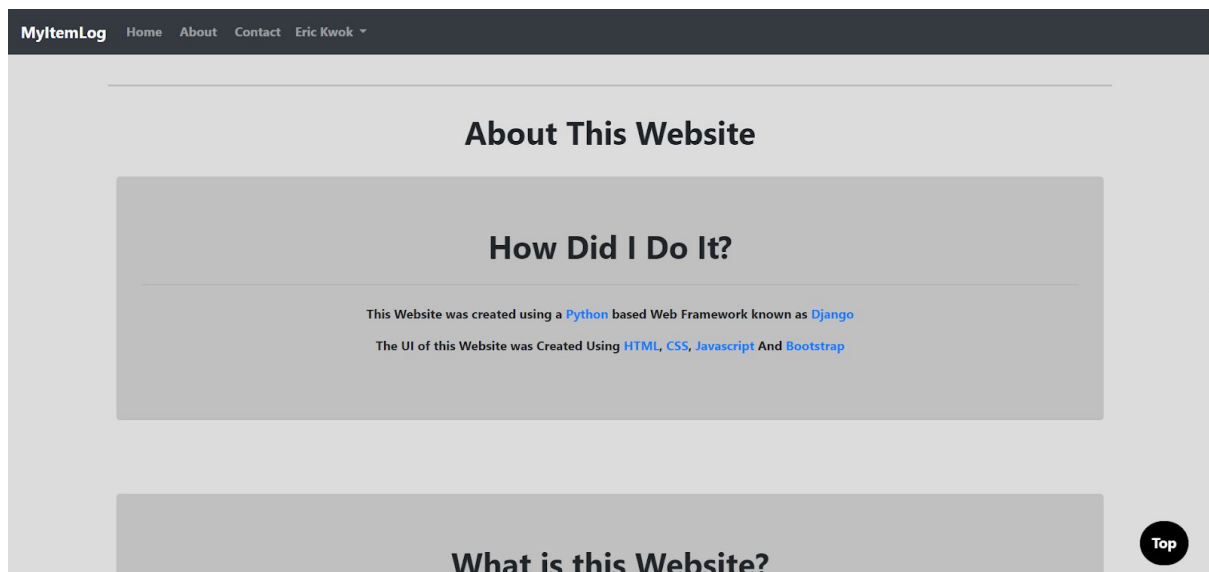 MyItemLog Home About Contact Eric Kwok
About This Website
How Did I Do It?
This Website was created using a Python based Web Framework known as Django
The UI of this Website was Created Using HTML, CSS, Javascript And Bootstrap
What is this Website?
Top